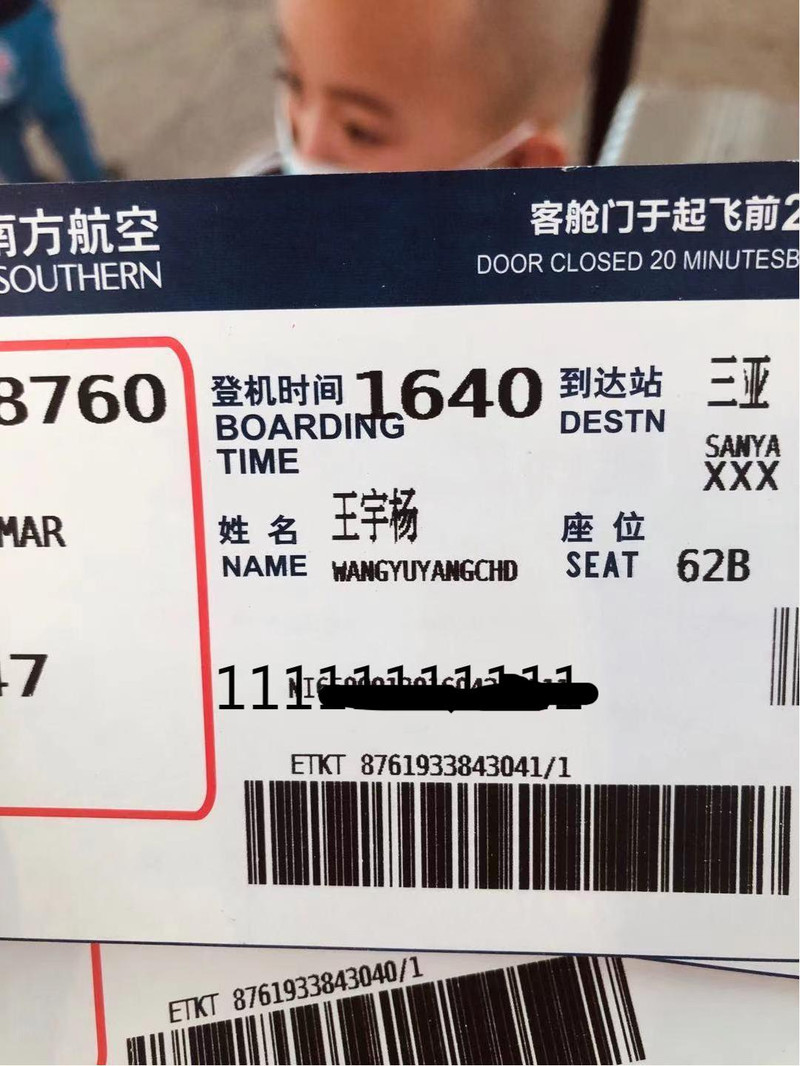 南方航空
SOUTHERN
客舱门于起飞前2
DOOR CLOSED 20 MINUTESB
8760
登机时间 1640
BOARDING
TIME
到达站 三亚
DESTN
SANYA
XXX
MAR
姓 名 王宇杨
NAME WANGYUYANGCHD
座 位
SEAT 62B
47
ETKT 8761933843041/1
ETKT 8761933843040/1